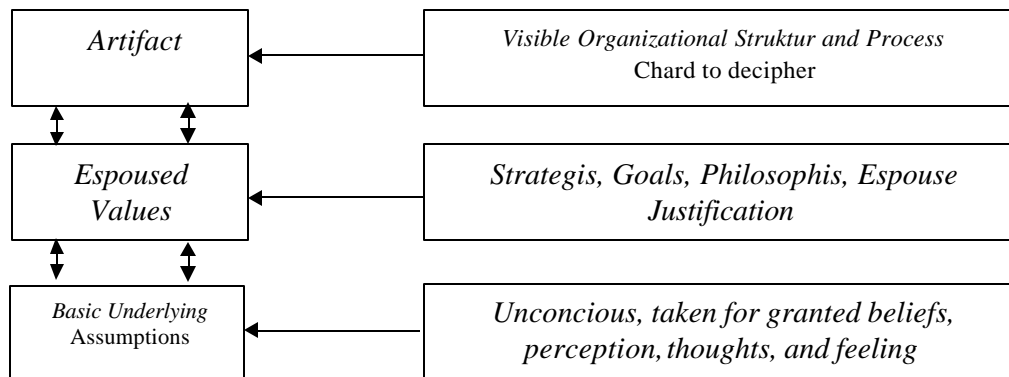 Artifact
Visible Organizational Struktur and Process
Chard to decipher
Espoused
Values
Strategis, Goals, Philosophis, Espouse
Justification
Basic Underlying
Assumptions
Unconcious, taken for granted beliefs,
perception, thoughts, and feeling